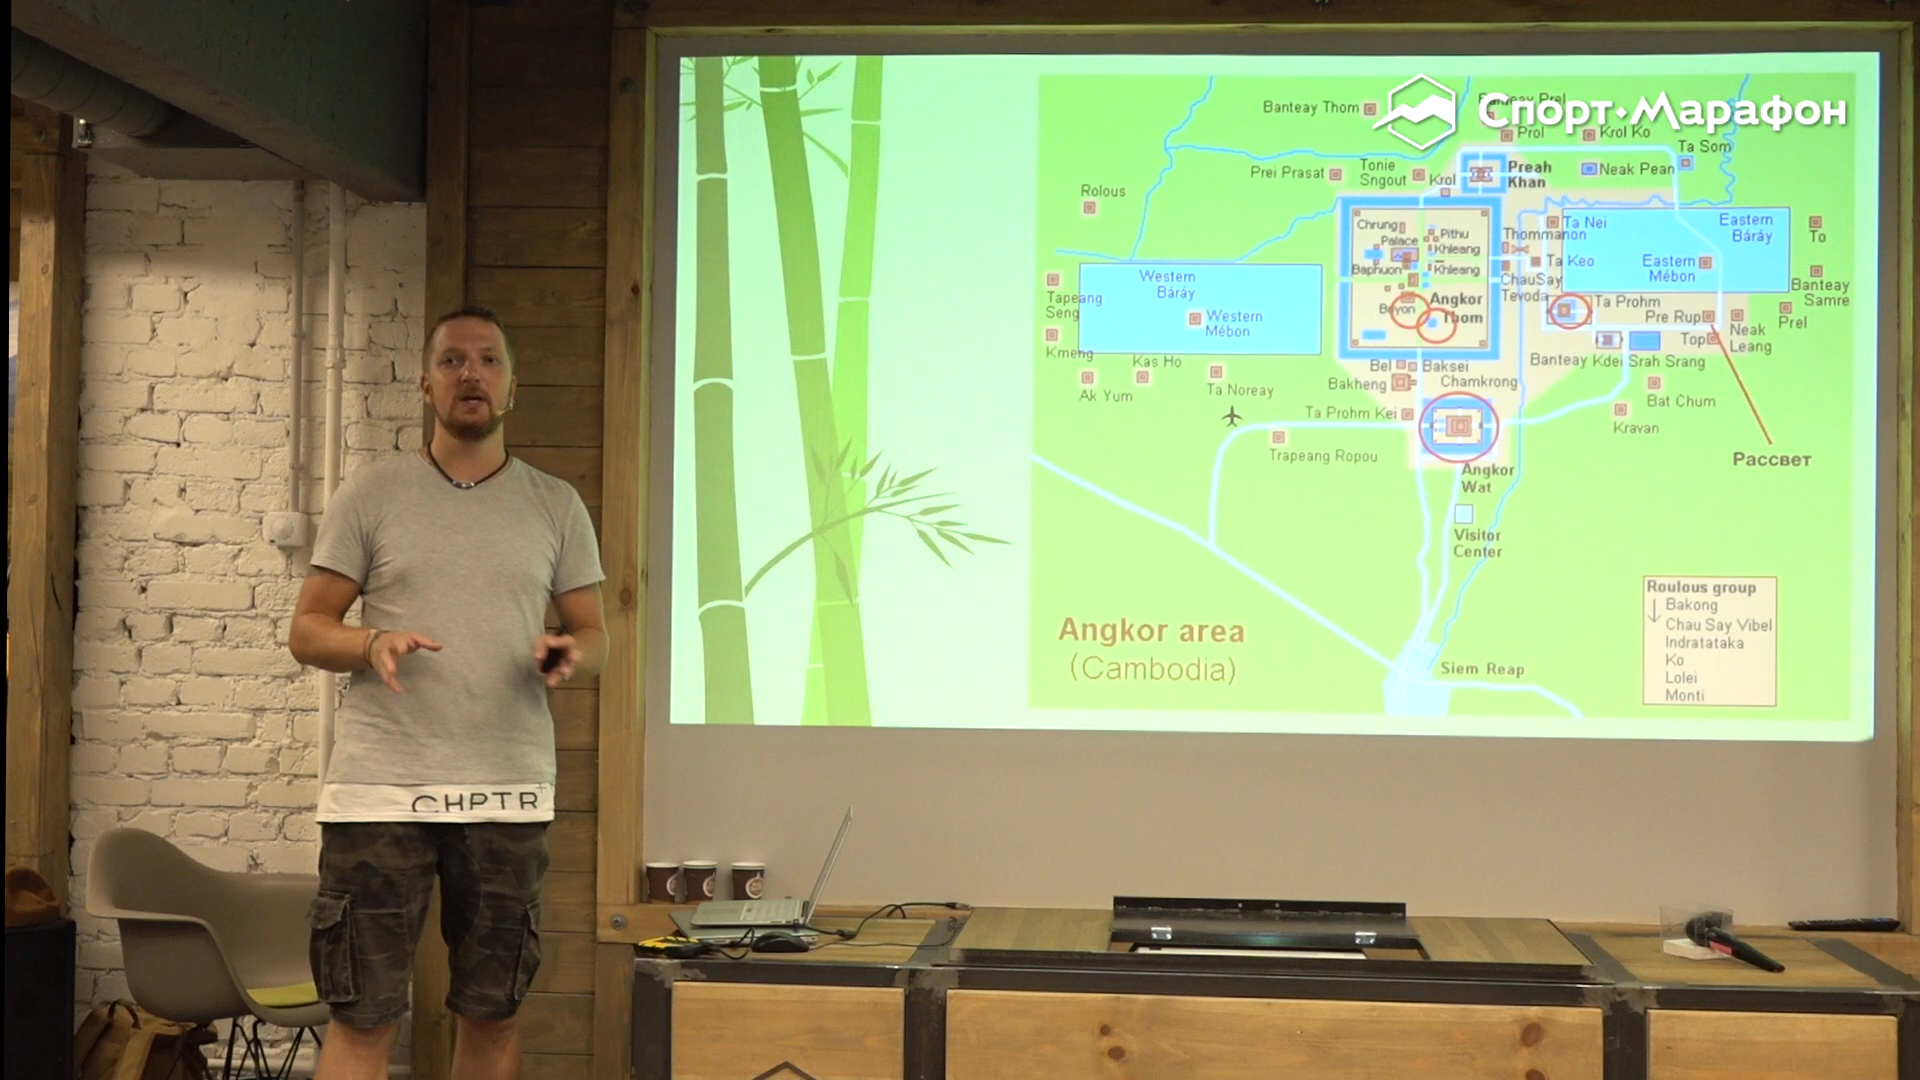 Спорт-Марафон
Banteay Thom
Prol
Krol Ko
Ta Som
Prei Prasat
Tonie
Sngout
Krol
Preah
Khan
Neak Pean
Rolous
Chrung
Palace
Pithu
Khleang
Baphuon
Khleang
Bayon
Angkor
Thom
Ta Nei
Thommanon
Ta Keo
ChauSay
Tevoda
Eastern
Báráy
Eastern
Mébon
To
Banteay
Samre
Prel
Western
Báráy
Western
Mébon
Tapeang
Seng
Kmeng
Ta Prohm
Pre Rup
Top
Neak
Leang
Kas Ho
Ak Yum
Ta Noreay
Bel
Baksei
Chamkrong
Bakheng
Banteay Kdei
Srah Srang
Bat Chum
Kravan
Ta Prohm Kei
Trapeang Ropou
Angkor
Wat
Рассвет
Visitor
Center
Angkor area
(Cambodia)
Siem Reap
Roulous group
Bakong
Chau Say Vibel
Indratataka
Ko
Lolei
Monti
CHPTR